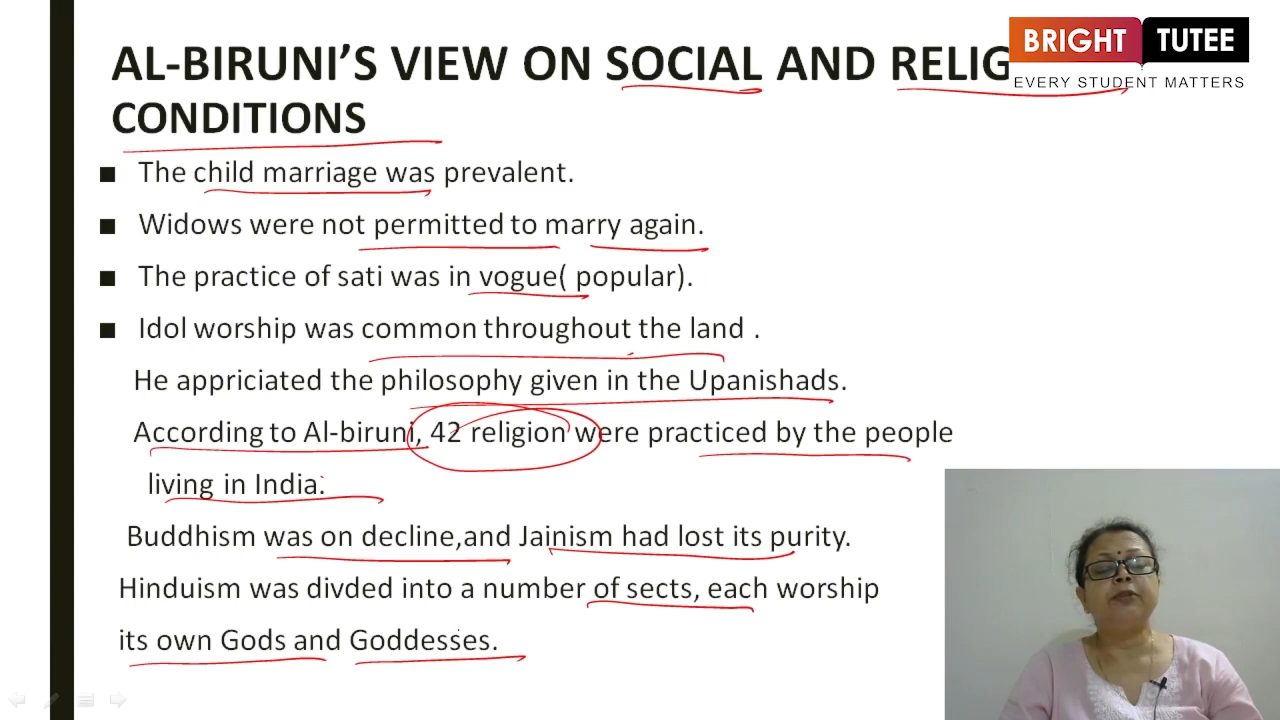 AL-BIRUNI’S VIEW ON SOCIAL AND RELIG
BRIGHT TUTEE
EVERY STUDENT MATTERS
CONDITIONS
■ The child marriage was prevalent.
■ Widows were not permitted to marry again.
■ The practice of sati was in vogue( popular).
■ Idol worship was common throughout the land .
He appriciated the philosophy given in the Upanishads.
According to Al-biruni, 42 religion were practiced by the people
living in India.
Buddhism was on decline,and Jainism had lost its purity.
Hinduism was divded into a number of sects, each worship
its own Gods and Goddesses.